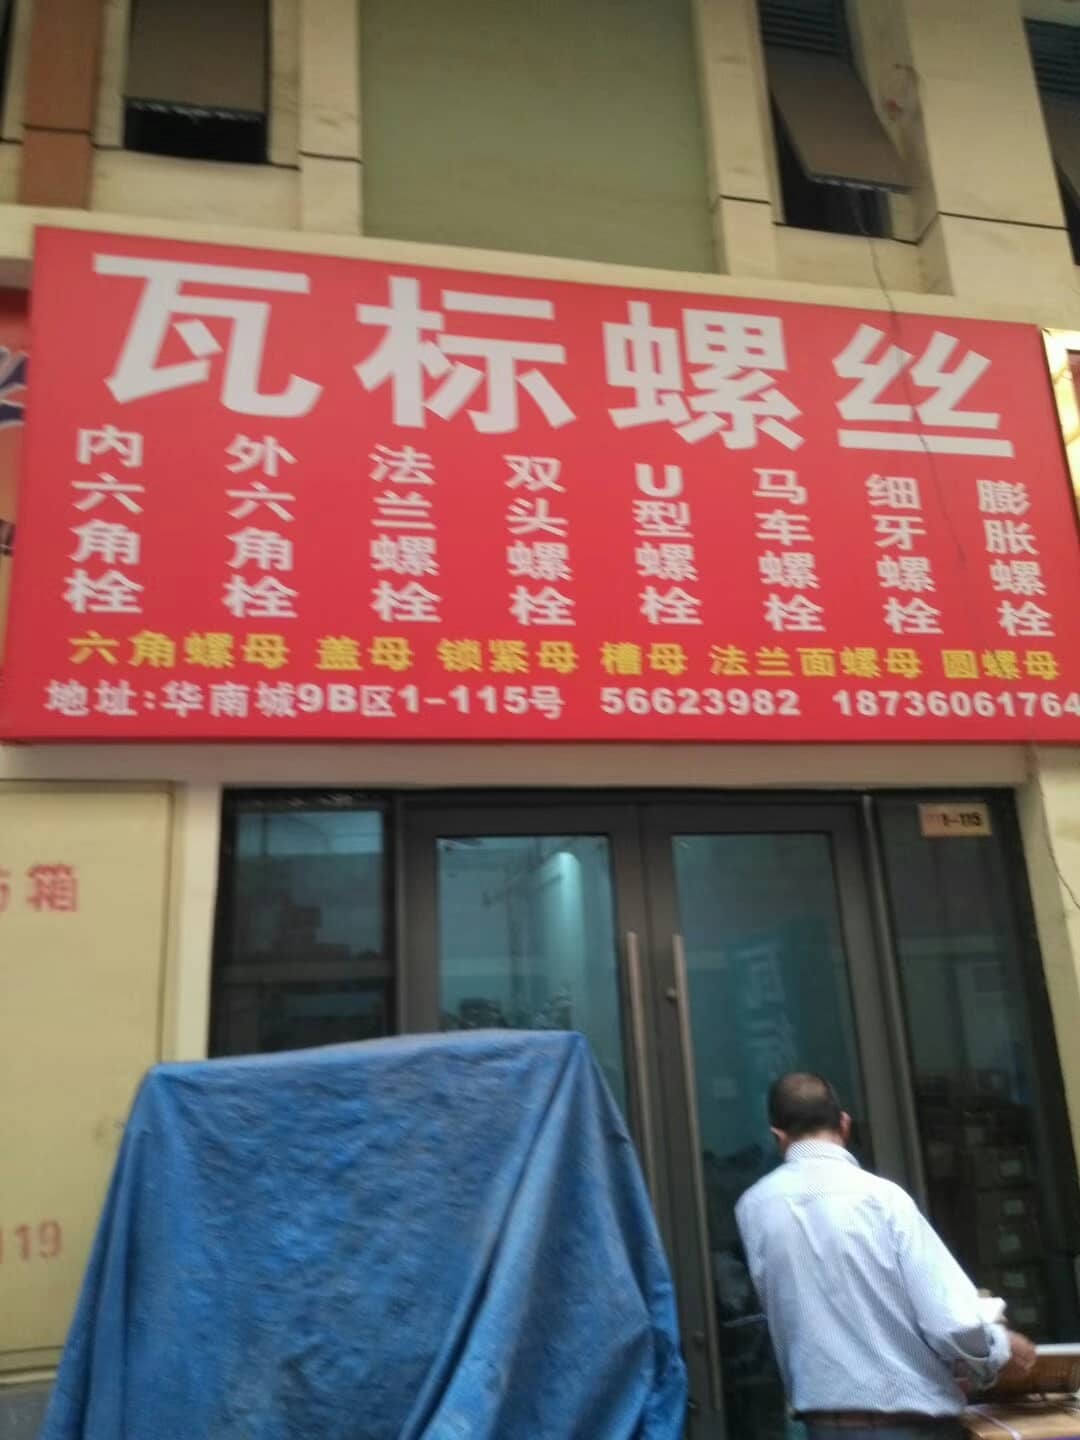 瓦标螺丝
内六角栓
外六角栓
法兰螺栓
双头螺栓
U型螺栓
马车螺栓
细牙螺栓
膨胀螺栓
六角螺母 盖母 锁紧母 槽母 法兰面螺母 圆螺母
地址:华南城9B区1-115号 56623982 18736061764
1-115
箱
119